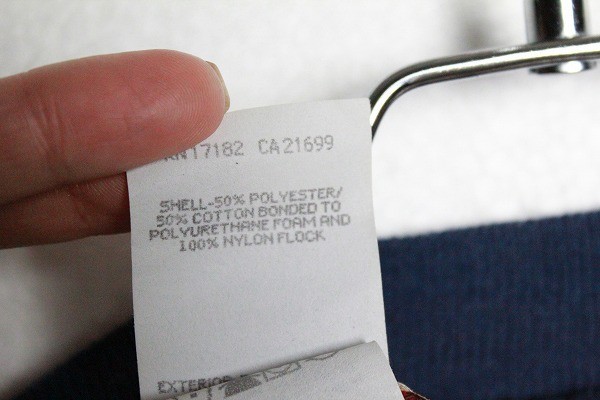 RN17182 CA21699
SHELL-50% POLYESTER/
50% COTTON BONDED TO
POLYURETHANE FOAM AND
100% NYLON FLOCK
EXTERIOR